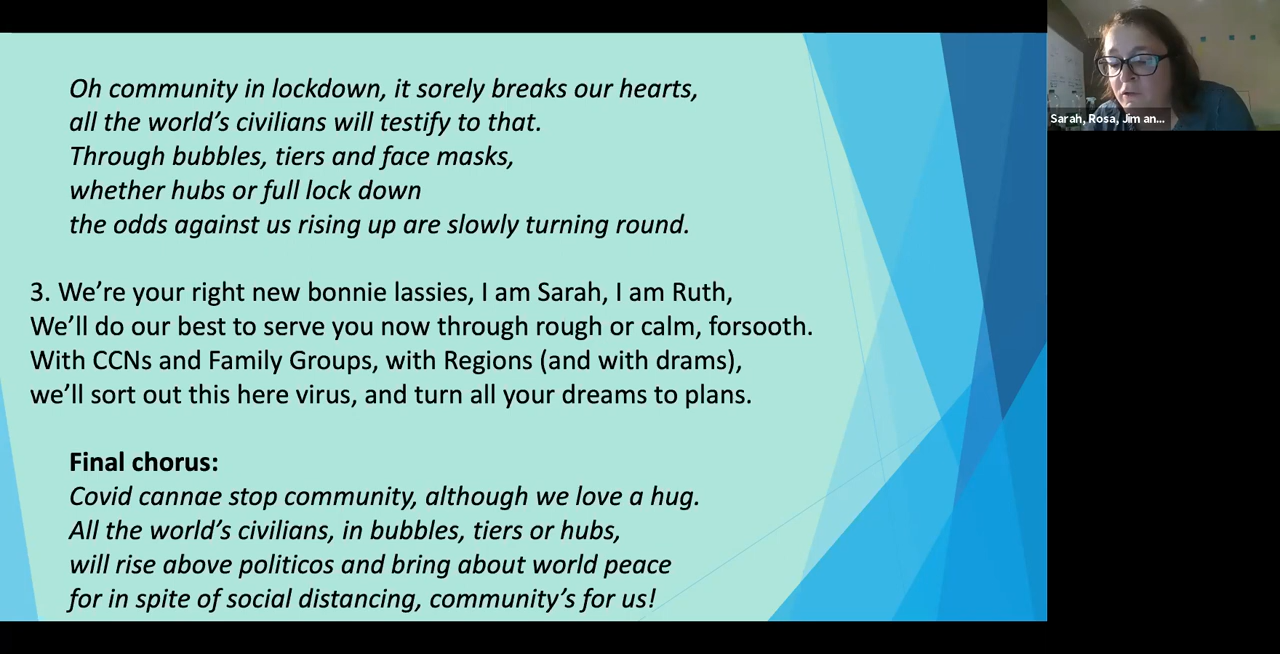 Oh community in lockdown, it sorely breaks our hearts,
all the world's civilians will testify to that.
Through bubbles, tiers and face masks,
whether hubs or full lock down
the odds against us rising up are slowly turning round.
3. We're your right new bonnie lassies, I am Sarah, I am Ruth,
We'll do our best to serve you now through rough or calm, forsooth.
With CCNs and Family Groups, with Regions (and with drams),
we'll sort out this here virus, and turn all your dreams to plans.
Final chorus:
Covid cannae stop community, although we love a hug.
All the world's civilians, in bubbles, tiers or hubs,
will rise above politicos and bring about world peace
for in spite of social distancing, community's for us!
Sarah, Rosa, Jim an...